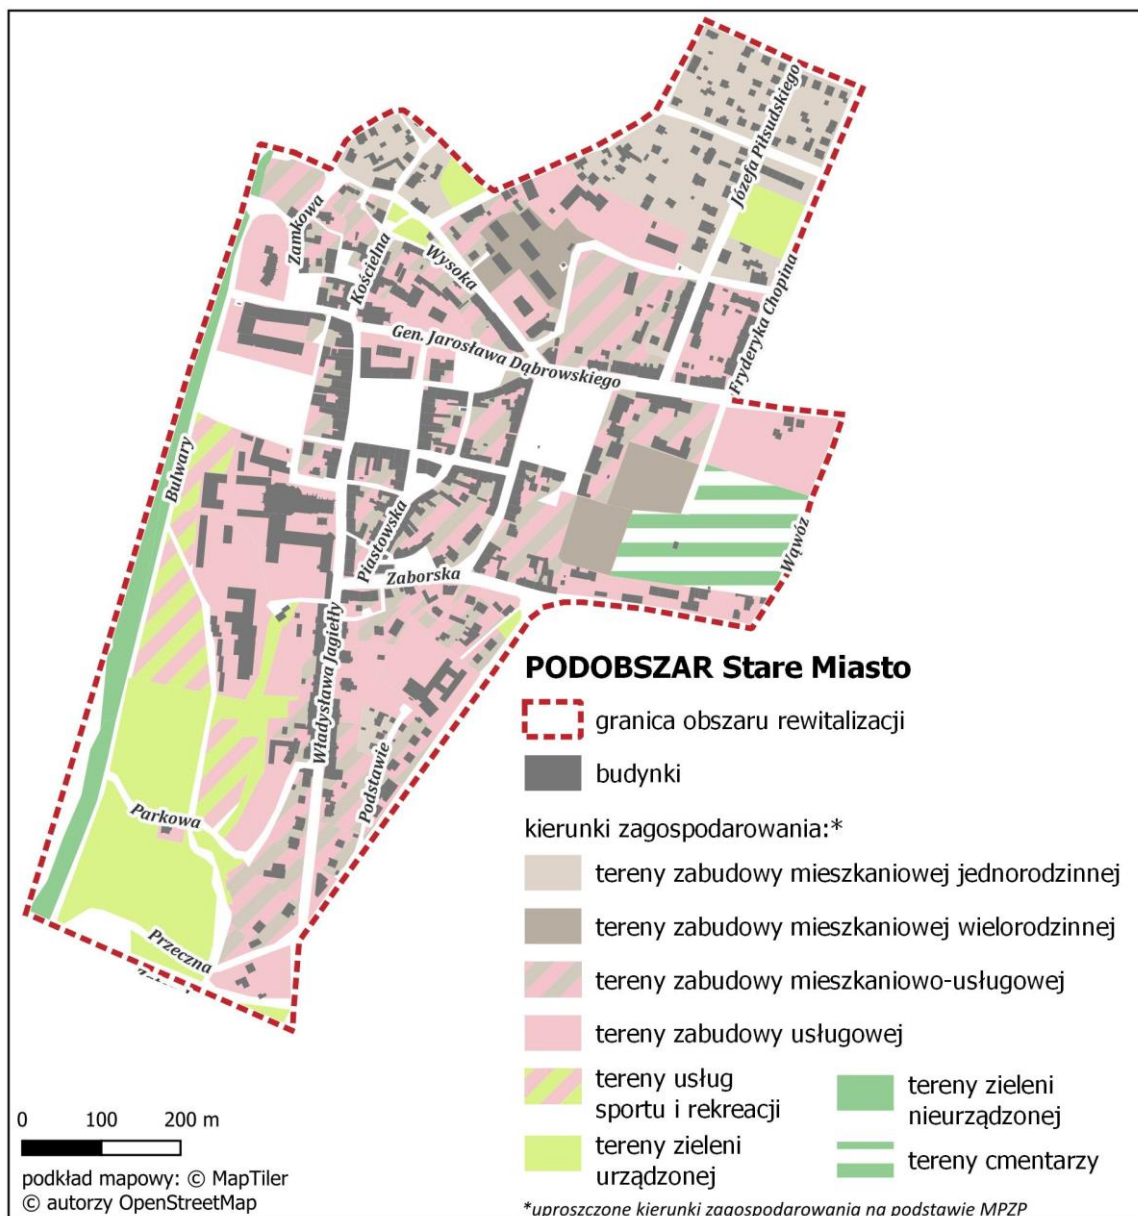 Józefa Piłsudskiego
Zamkowa
Kościelna
Wysoka
Fryderyka Chopina
Gen. Jarosława Dąbrowskiego
Bulwary
Piastowska
Wąwóz
Zaborska
Władysława Jagiełły
Podstawie
Parkowa
Przeczna
PODOBSZAR Stare Miasto
granica obszaru rewitalizacji
budynki
kierunki zagospodarowania:*
tereny zabudowy mieszkaniowej jednorodzinnej
tereny zabudowy mieszkaniowej wielorodzinnej
tereny zabudowy mieszkaniowo-usługowej
tereny zabudowy usługowej
tereny usług
sportu i rekreacji
tereny zieleni
urządzonej
tereny zieleni
nieurządzonej
tereny cmentarzy
*uproszczone kierunki zagospodarowania na podstawie MPZP
0 100 200 m
podkład mapowy: © MapTiler
© autorzy OpenStreetMap